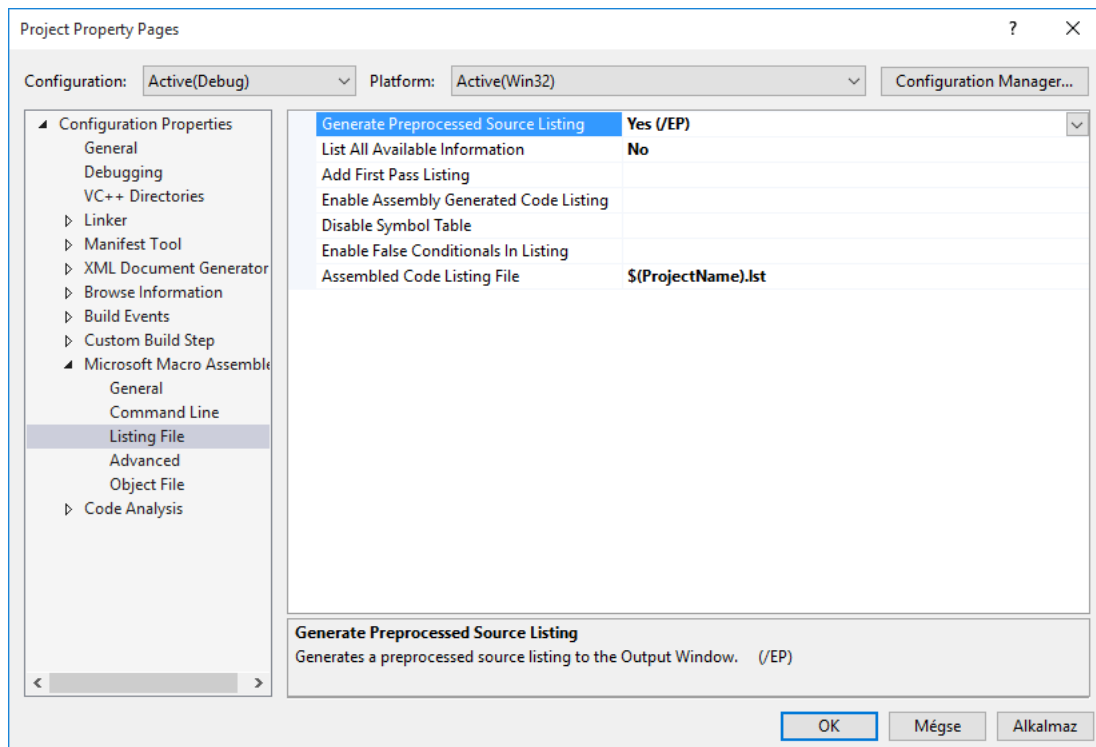 Project Property Pages
?
Configuration: Active(Debug) Platform: Active(Win32) Configuration Manager...
Configuration Properties
General
Debugging
VC++ Directories
Linker
Manifest Tool
XML Document Generator
Browse Information
Build Events
Custom Build Step
Microsoft Macro Assemble
General
Command Line
Listing File
Advanced
Object File
Code Analysis
Generate Preprocessed Source Listing Yes (/EP)
List All Available Information No
Add First Pass Listing
Enable Assembly Generated Code Listing
Disable Symbol Table
Enable False Conditionals In Listing
Assembled Code Listing File $(ProjectName).lst
Generate Preprocessed Source Listing
Generates a preprocessed source listing to the Output Window. (/EP)
OK Mégse Alkalmaz